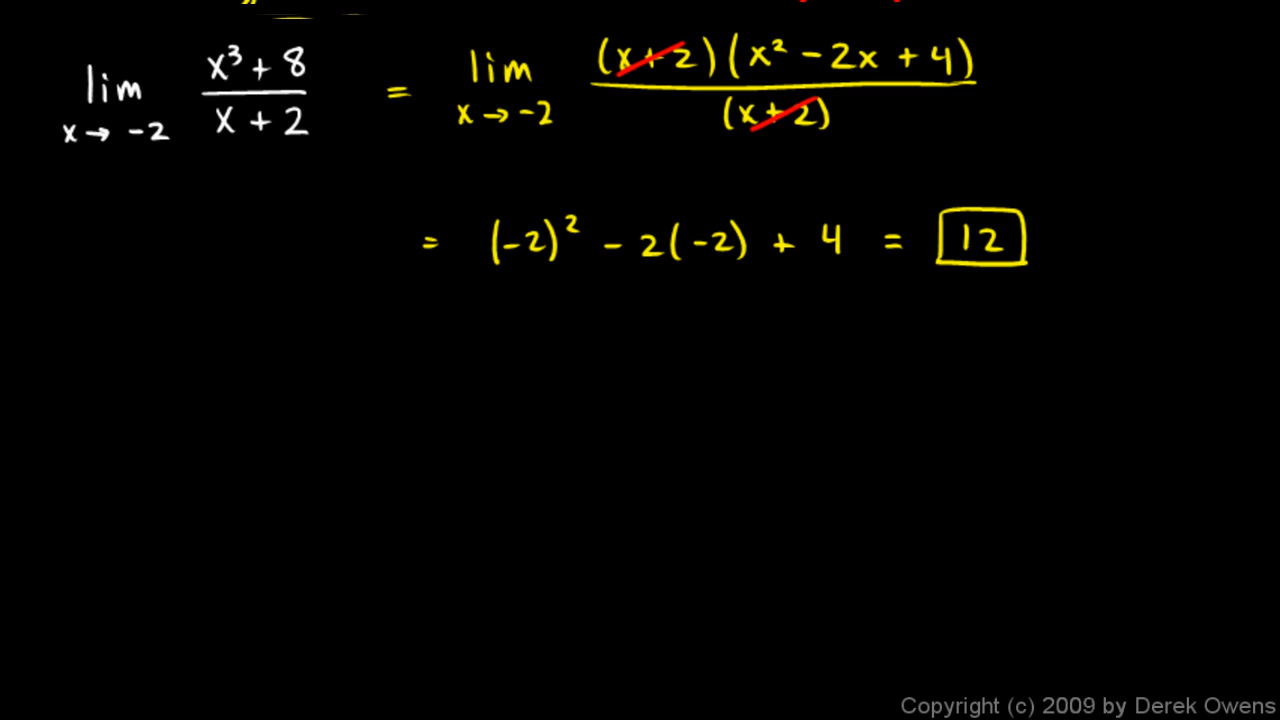 lim x→ -2 x³ + 8 / x + 2 = lim x→ -2 (x + 2)(x² - 2x + 4) / (x + 2)
= (-2)² - 2(-2) + 4 = 12
Copyright (c) 2009 by Derek Owens